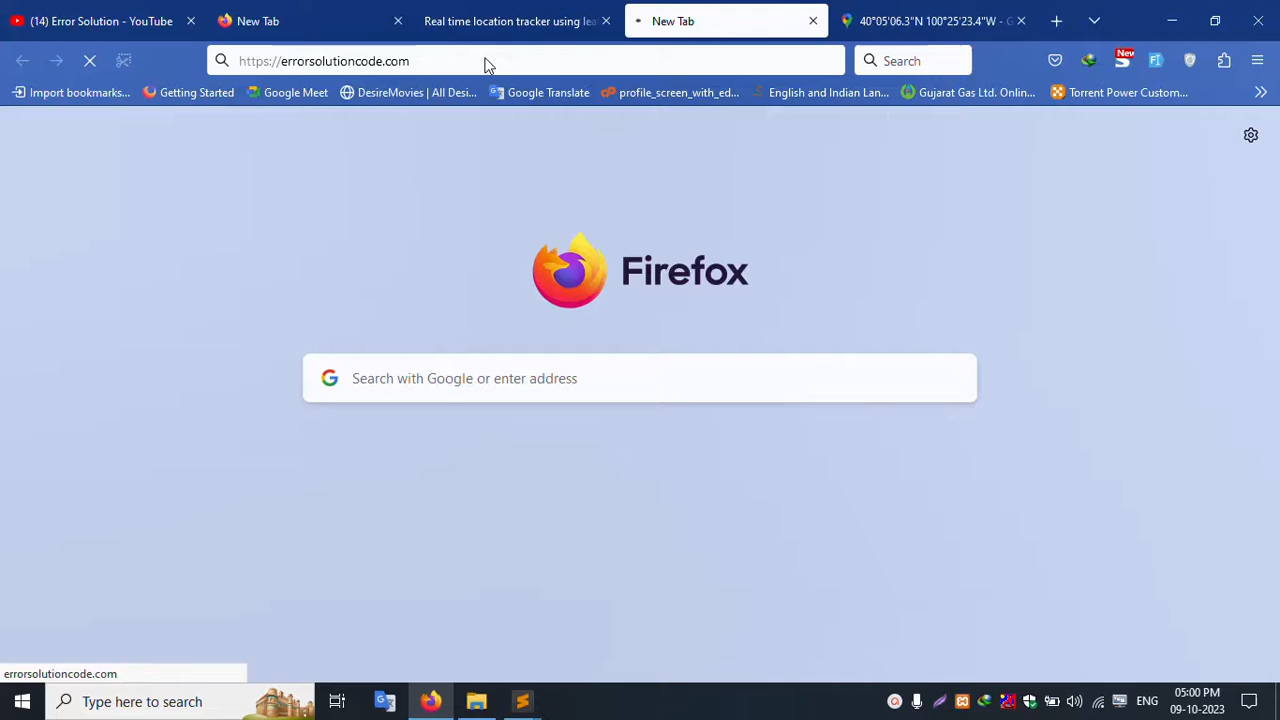 (14) Error Solution - YouTube
New Tab
Real time location tracker using lea
New Tab
40°05'06.3"N 100°25'23.4"W - G
https://errorsolutioncode.com
Search
New
Import bookmarks...
Getting Started
Google Meet
DesireMovies | All Desi...
Google Translate
profile_screen_with_ed...
English and Indian Lan...
Gujarat Gas Ltd. Onlin...
Torrent Power Custom...
Firefox
Search with Google or enter address
errorsolutioncode.com
Type here to search
ENG
05:00 PM
09-10-2023